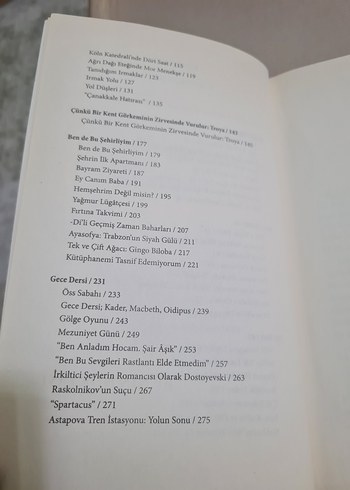 Köln Katedrali'nde Dört Saat / 115
Ağrı Dağı Eteğinde Mor Menekşe / 119
Tanıdığım Irmaklar / 123
Irmak Yolu / 127
Yol Düşleri / 131
"Çanakkale Hatırası" / 135
Çünkü Bir Kent Görkeminin Zirvesinde Vurulur: Troya /
Çünkü Bir Kent Görkeminin Zirvesinde Vurulur: Troya /
Ben de Bu Şehirliyim / 177
Ben de Bu Şehirliyim / 179
Şehrin İlk Apartmanı / 183
Bayram Ziyareti / 187
Ey Canım Baba / 191
Hemşehrim Değil misin? / 195
Yağmur Lügâtçesi / 199
Fırtına Takvimi / 203
-Di'li Geçmiş Zaman Baharları / 207
Ayasofya: Trabzon'un Siyah Gülü / 211
Tek ve Çift Ağacı: Gingo Biloba / 217
Kütüphanemi Tasnif Edemiyorum / 221
Gece Dersi / 231
Öss Sabahı / 233
Gece Dersi; Kader, Macbeth, Oidipus / 239
Gölge Oyunu / 243
Mezuniyet Günü / 249
"Ben Anladım Hocam. Şair Âşık" / 253
"Ben Bu Sevgileri Rastlantı Elde Etmedim" / 257
İrkiltici Şeylerin Romancısı Olarak Dostoyevski / 263
Raskolnikov'un Suçu / 267
"Spartacus" / 271
Astapova Tren İstasyonu: Yolun Sonu / 275